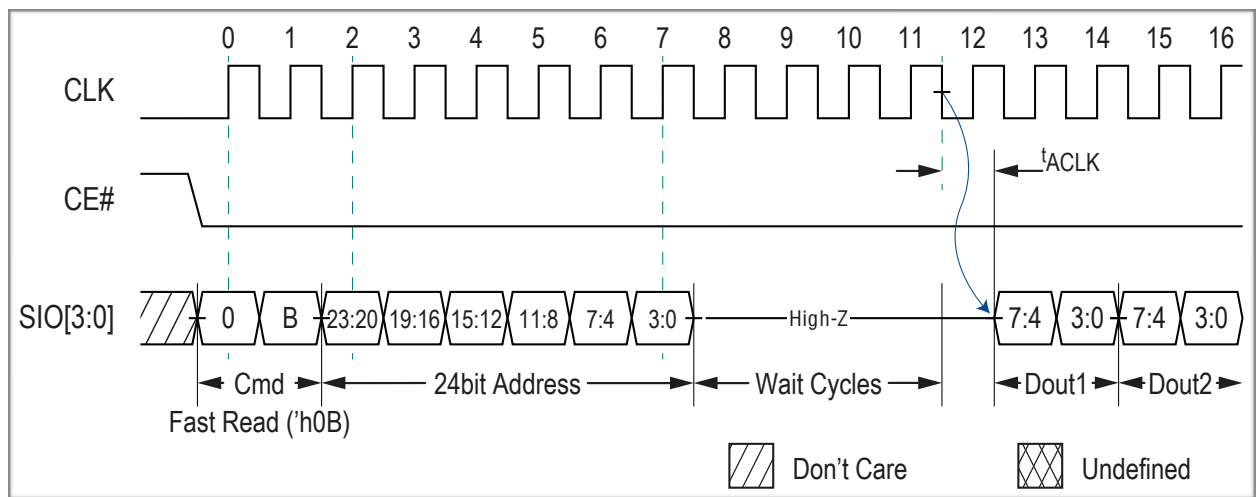 0 1 2 3 4 5 6 7 8 9 10 11 12 13 14 15 16
CLK
tACLK
CE#
SIO[3:0] 0 B 23:20 19:16 15:12 11:8 7:4 3:0 High-Z 7:4 3:0 7:4 3:0
Cmd 24bit Address Wait Cycles Dout1 Dout2
Fast Read ('h0B)
Don't Care Undefined